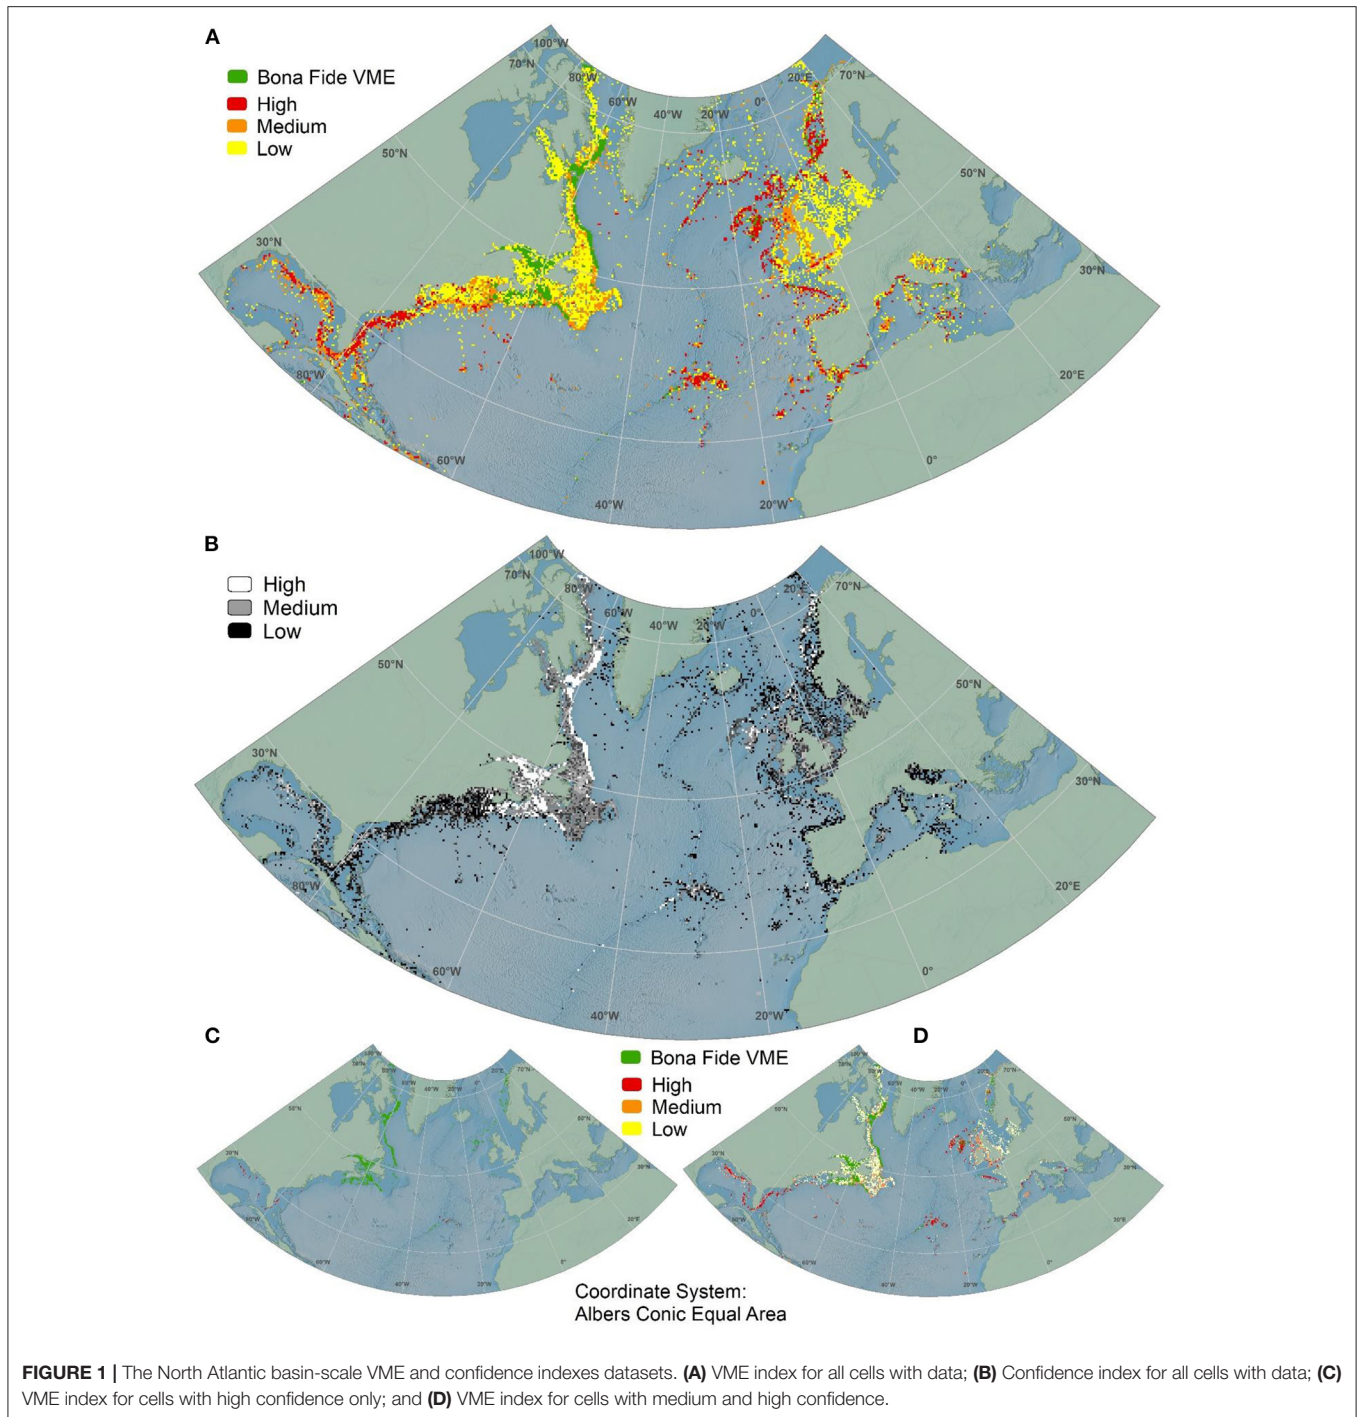 A
Bona Fide VME
High
Medium
Low
100°W
70°N
80°W
60°W
40°W
20°W
0°
20°E
70°N
50°N
50°N
30°N
30°N
80°W
20°E
60°W
0°
40°W
20°W
B
High
Medium
Low
100°W
70°N
80°W
60°W
40°W
20°W
0°
20°E
70°N
50°N
50°N
30°N
30°N
80°W
20°E
60°W
0°
40°W
20°W
C
D
Bona Fide VME
High
Medium
Low
Coordinate System:
Albers Conic Equal Area
FIGURE 1 | The North Atlantic basin-scale VME and confidence indexes datasets. (A) VME index for all cells with data; (B) Confidence index for all cells with data; (C)
VME index for cells with high confidence only; and (D) VME index for cells with medium and high confidence.